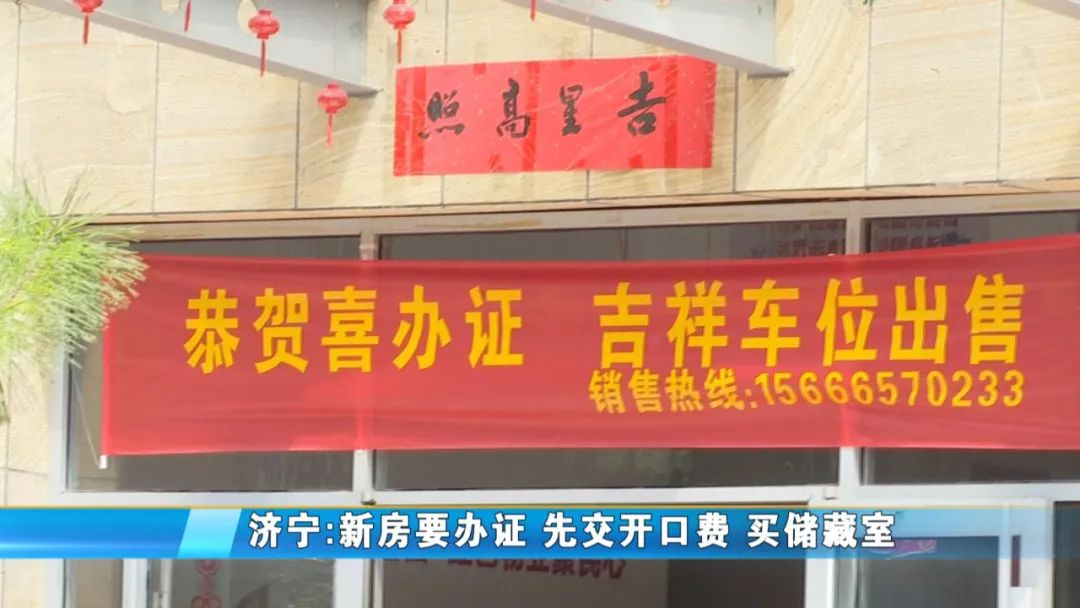 吉星高照
恭贺喜办证 吉祥车位出售
销售热线:15666570233
济宁:新房要办证 先交开口费 买储藏室